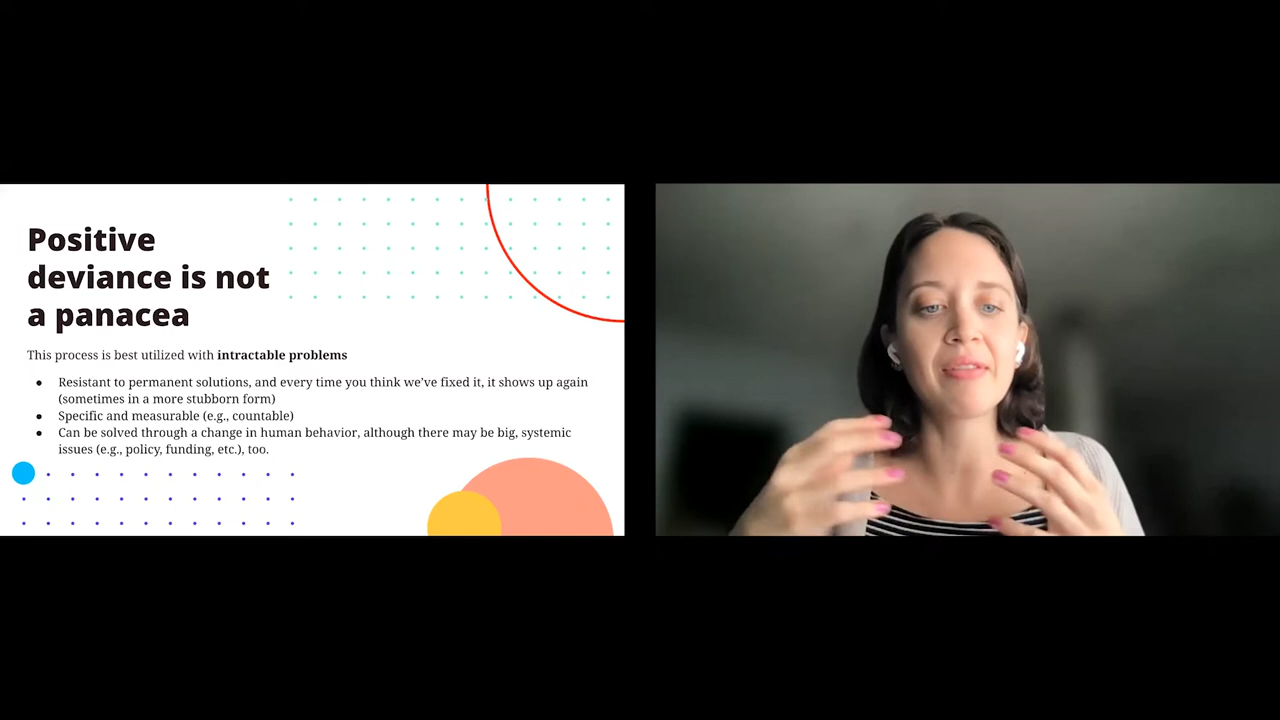 Positive
deviance is not
a panacea
This process is best utilized with intractable problems
● Resistant to permanent solutions, and every time you think we’ve fixed it, it shows up again
(sometimes in a more stubborn form)
● Specific and measurable (e.g., countable)
● Can be solved through a change in human behavior, although there may be big, systemic
issues (e.g., policy, funding, etc.), too.